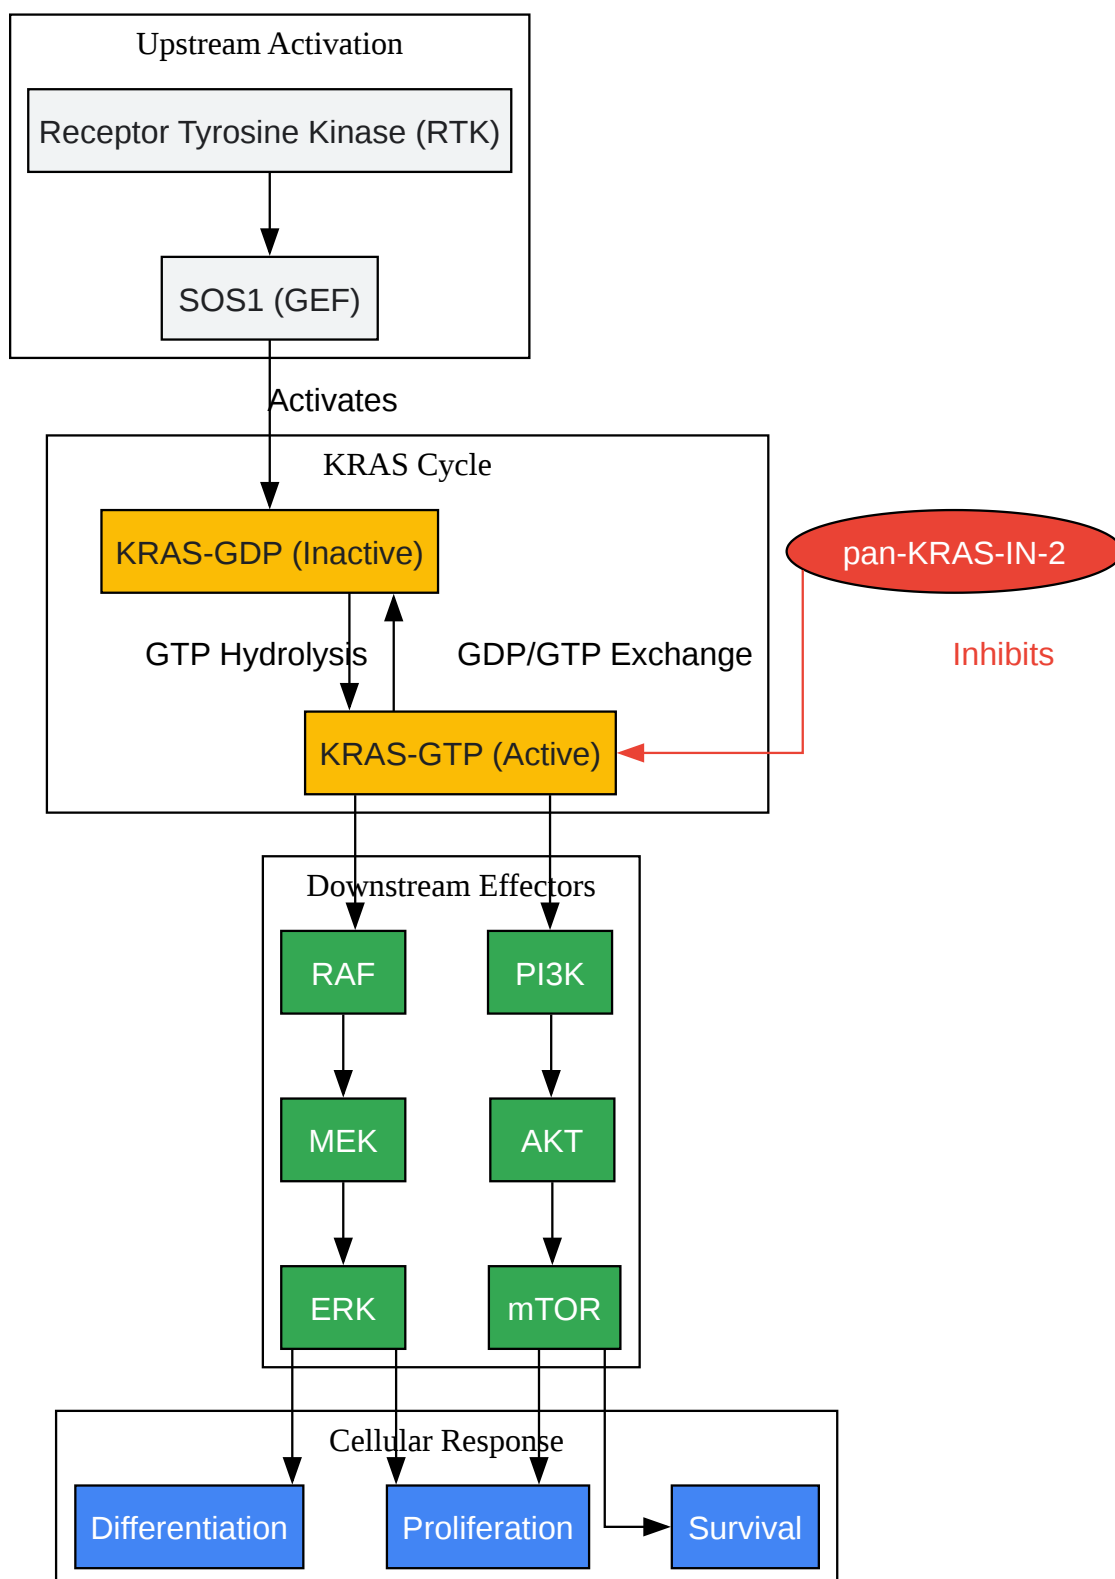 Upstream Activation
Receptor Tyrosine Kinase (RTK)
SOS1 (GEF)
Activates
KRAS Cycle
KRAS-GDP (Inactive)
pan-KRAS-IN-2
GTP Hydrolysis
GDP/GTP Exchange
Inhibits
KRAS-GTP (Active)
Downstream Effectors
RAF
PI3K
MEK
AKT
ERK
mTOR
Cellular Response
Differentiation
Proliferation
Survival